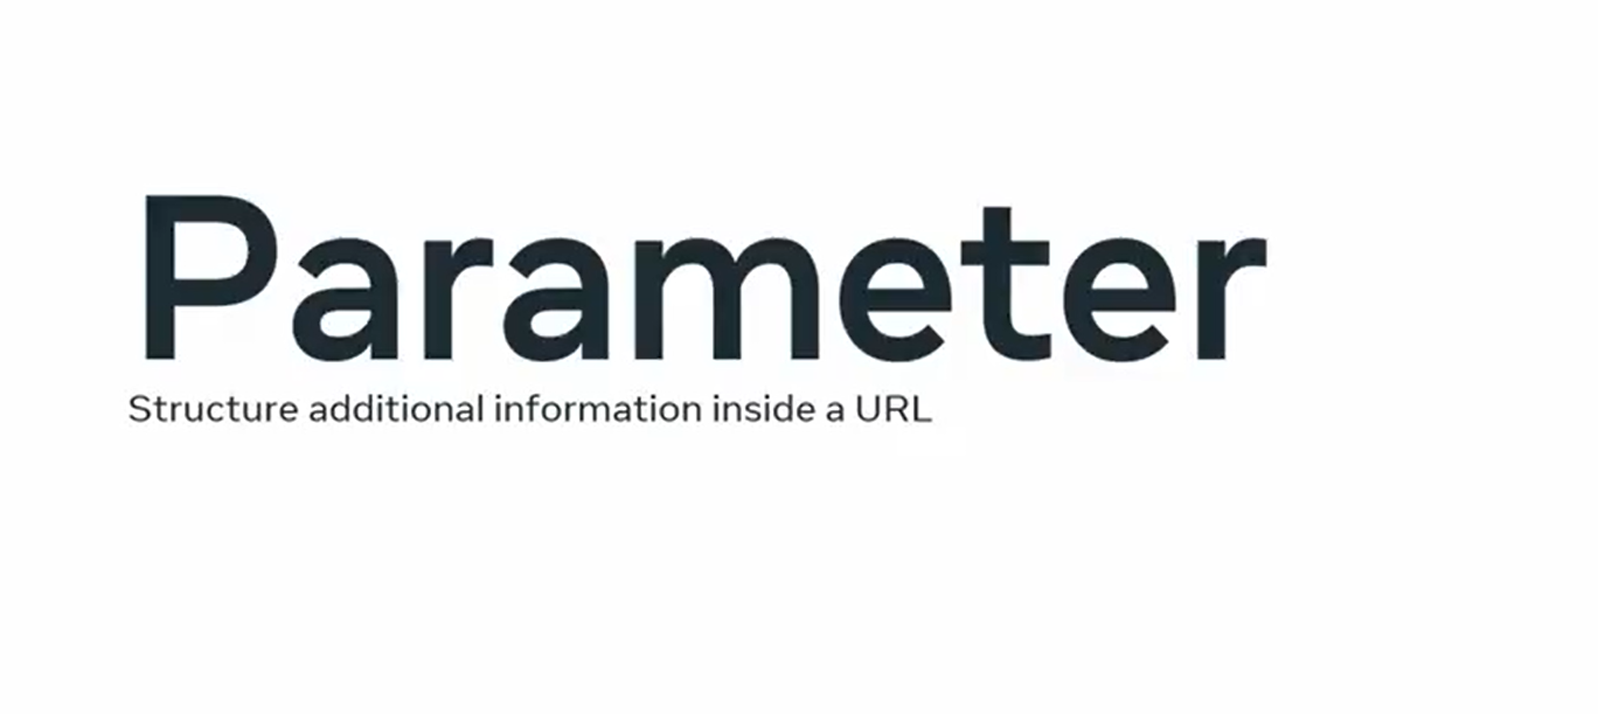 Parameter
Structure additional information inside a URL